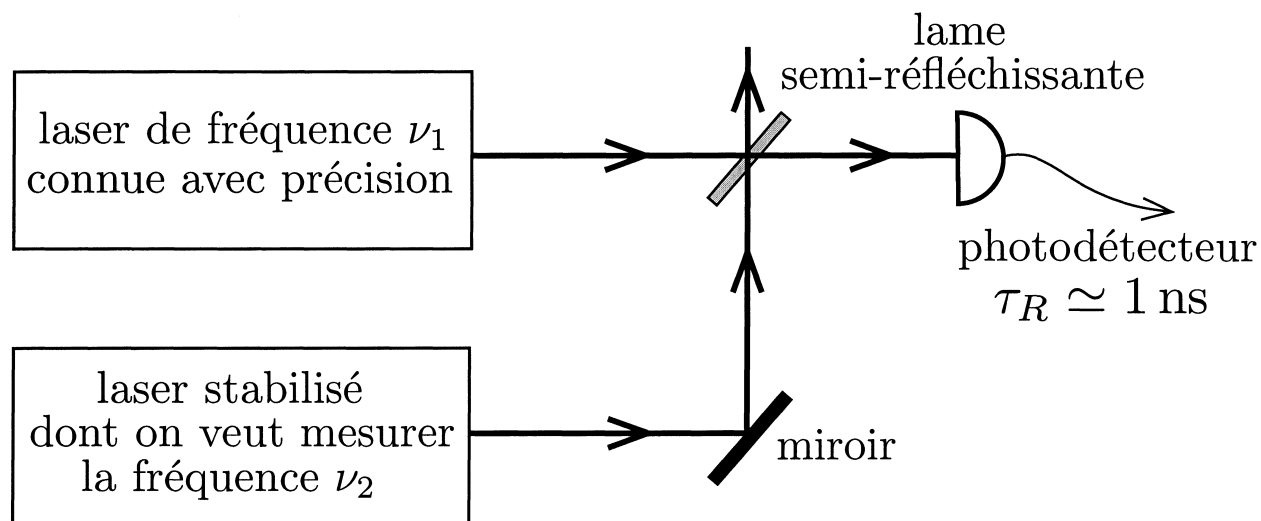 lame
semi-réfléchissante
laser de fréquence ν₁
connue avec précision
photodétecteur
τ_R ≃ 1 ns
laser stabilisé
dont on veut mesurer
la fréquence ν₂
miroir